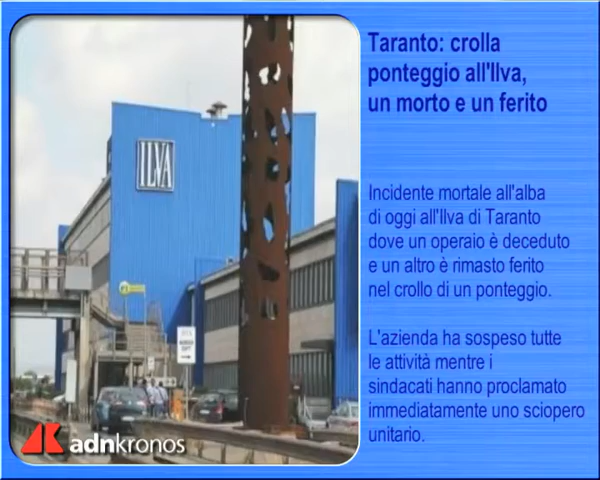 Taranto: crolla
ponteggio all'Ilva,
un morto e un ferito
ILVA
Incidente mortale all'alba
di oggi all'Ilva di Taranto
dove un operaio è deceduto
e un altro è rimasto ferito
nel crollo di un ponteggio.
L'azienda ha sospeso tutte
le attività mentre i
sindacati hanno proclamato
immediatamente uno sciopero
unitario.
adnkronos